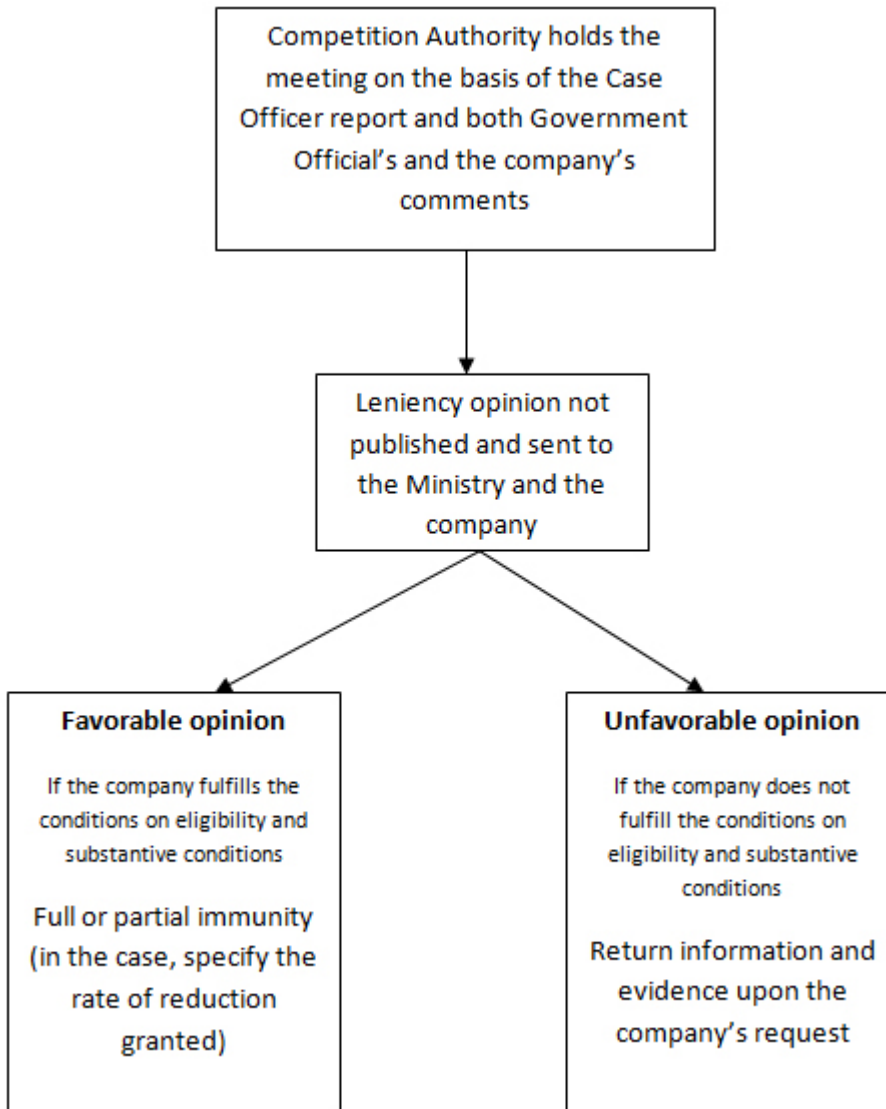 Competition Authority holds the
meeting on the basis of the Case
Officer report and both Government
Official’s and the company’s
comments
Leniency opinion not
published and sent to
the Ministry and the
company
Favorable opinion
If the company fulfills the
conditions on eligibility and
substantive conditions
Full or partial immunity
(in the case, specify the
rate of reduction
granted)
Unfavorable opinion
If the company does not
fulfill the conditions on
eligibility and substantive
conditions
Return information and
evidence upon the
company’s request